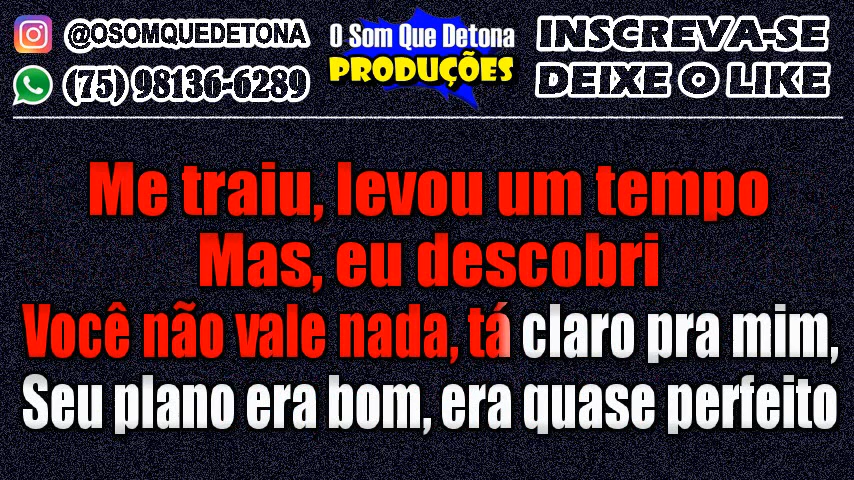 @OSOMQUEDETONA
(75) 98136-6289
O Som Que Detona
PRODUÇÕES
INSCREVA-SE
DEIXE O LIKE
Me traiu, levou um tempo
Mas, eu descobri
Você não vale nada, tá claro pra mim,
Seu plano era bom, era quase perfeito